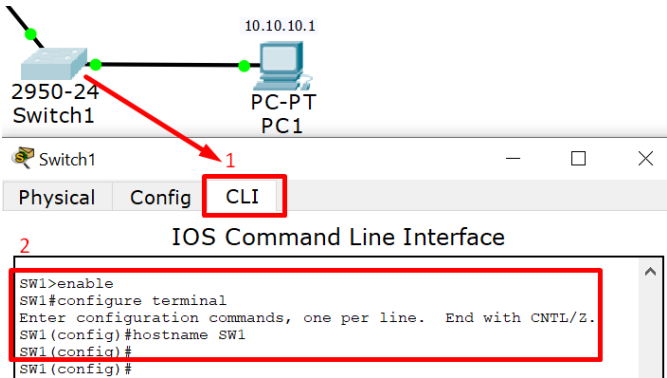 10.10.10.1
2950-24
Switch1
PC-PT
PC1
Switch1
1
Physical Config CLI
2
IOS Command Line Interface
SW1>enable
SW1#configure terminal
Enter configuration commands, one per line.  End with CNTL/Z.
SW1(config)#hostname SW1
SW1(config)#
SW1(config)#